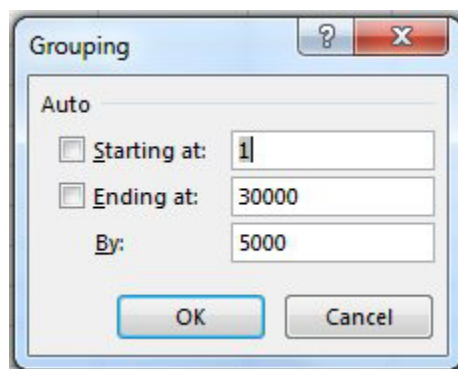 Grouping
Auto
Starting at: 1
Ending at: 30000
By: 5000
OK Cancel